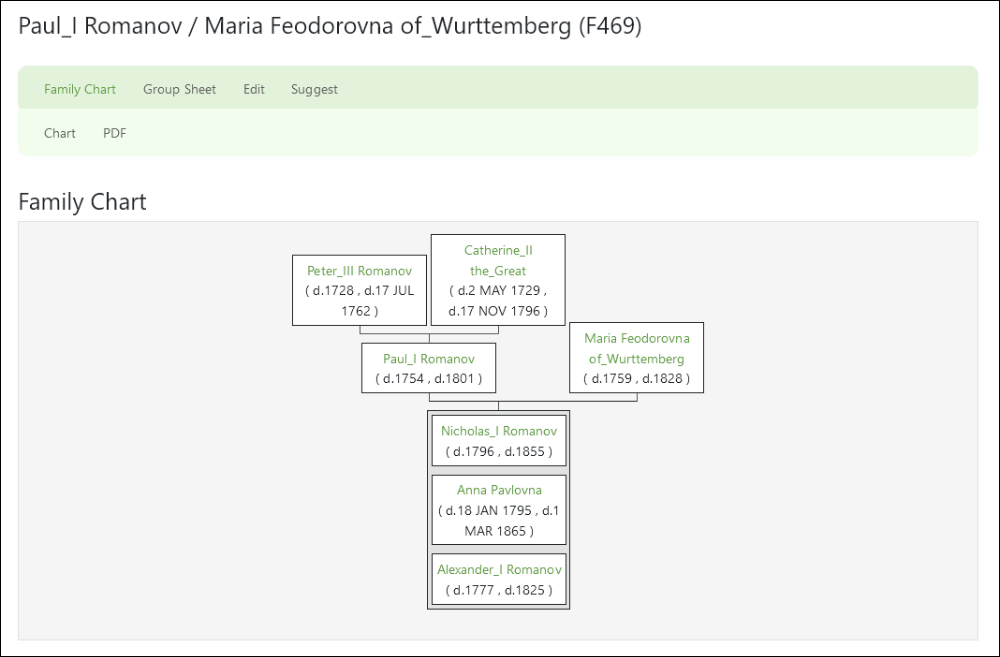 Paul_I Romanov / Maria Feodorovna of_Wurttemberg (F469)
Family Chart Group Sheet Edit Suggest
Chart PDF
Family Chart
Catherine_II
the_Great
( d.2 MAY 1729 ,
d.17 NOV 1796 )
Peter_III Romanov
( d.1728 , d.17 JUL
1762 )
Maria Feodorovna
of_Wurttemberg
( d.1759 , d.1828 )
Paul_I Romanov
( d.1754 , d.1801 )
Nicholas_I Romanov
( d.1796 , d.1855 )
Anna Pavlovna
( d.18 JAN 1795 , d.1
MAR 1865 )
Alexander_I Romanov
( d.1777 , d.1825 )